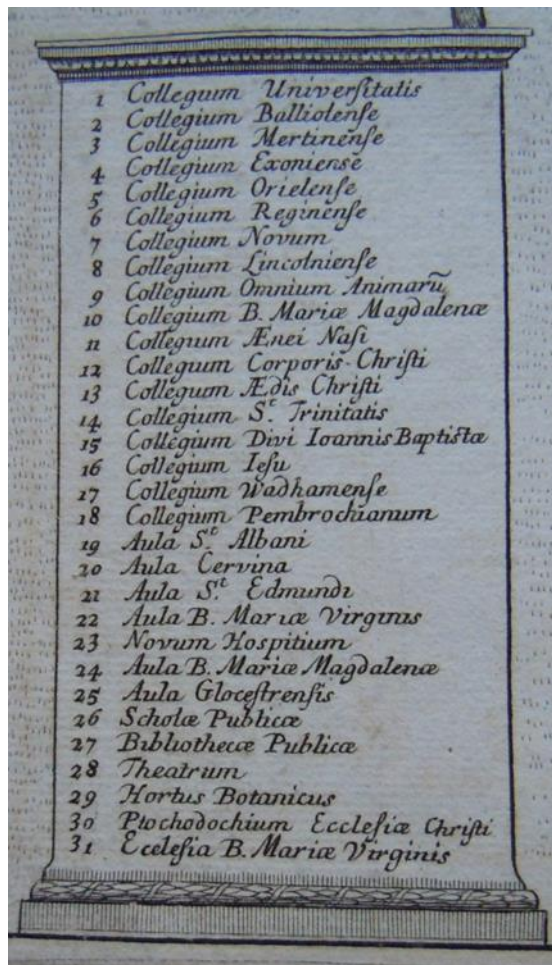 1 Collegium Universitatis
2 Collegium Balliolense
3 Collegium Mertinense
4 Collegium Exoniense
5 Collegium Orielense
6 Collegium Reginense
7 Collegium Novum
8 Collegium Lincolniense
9 Collegium Omnium Animarū
10 Collegium B. Mariæ Magdalenæ
11 Collegium Ænei Nasi
12 Collegium Corporis-Christi
13 Collegium Ædis Christi
14 Collegium S.t Trinitatis
15 Collegium Divi Ioannis Baptistæ
16 Collegium Iesu
17 Collegium Wadhamense
18 Collegium Pembrochianum
19 Aula S.t Albani
20 Aula Cervina
21 Aula S.t Edmundi
22 Aula B. Mariæ Virginis
23 Novum Hospitium
24 Aula B. Mariæ Magdalenæ
25 Aula Glocestrensis
26 Scholæ Publicæ
27 Bibliothecæ Publicæ
28 Theatrum
29 Hortus Botanicus
30 Ptochodochium Ecclesiæ Christi
31 Ecclesia B. Mariæ Virginis